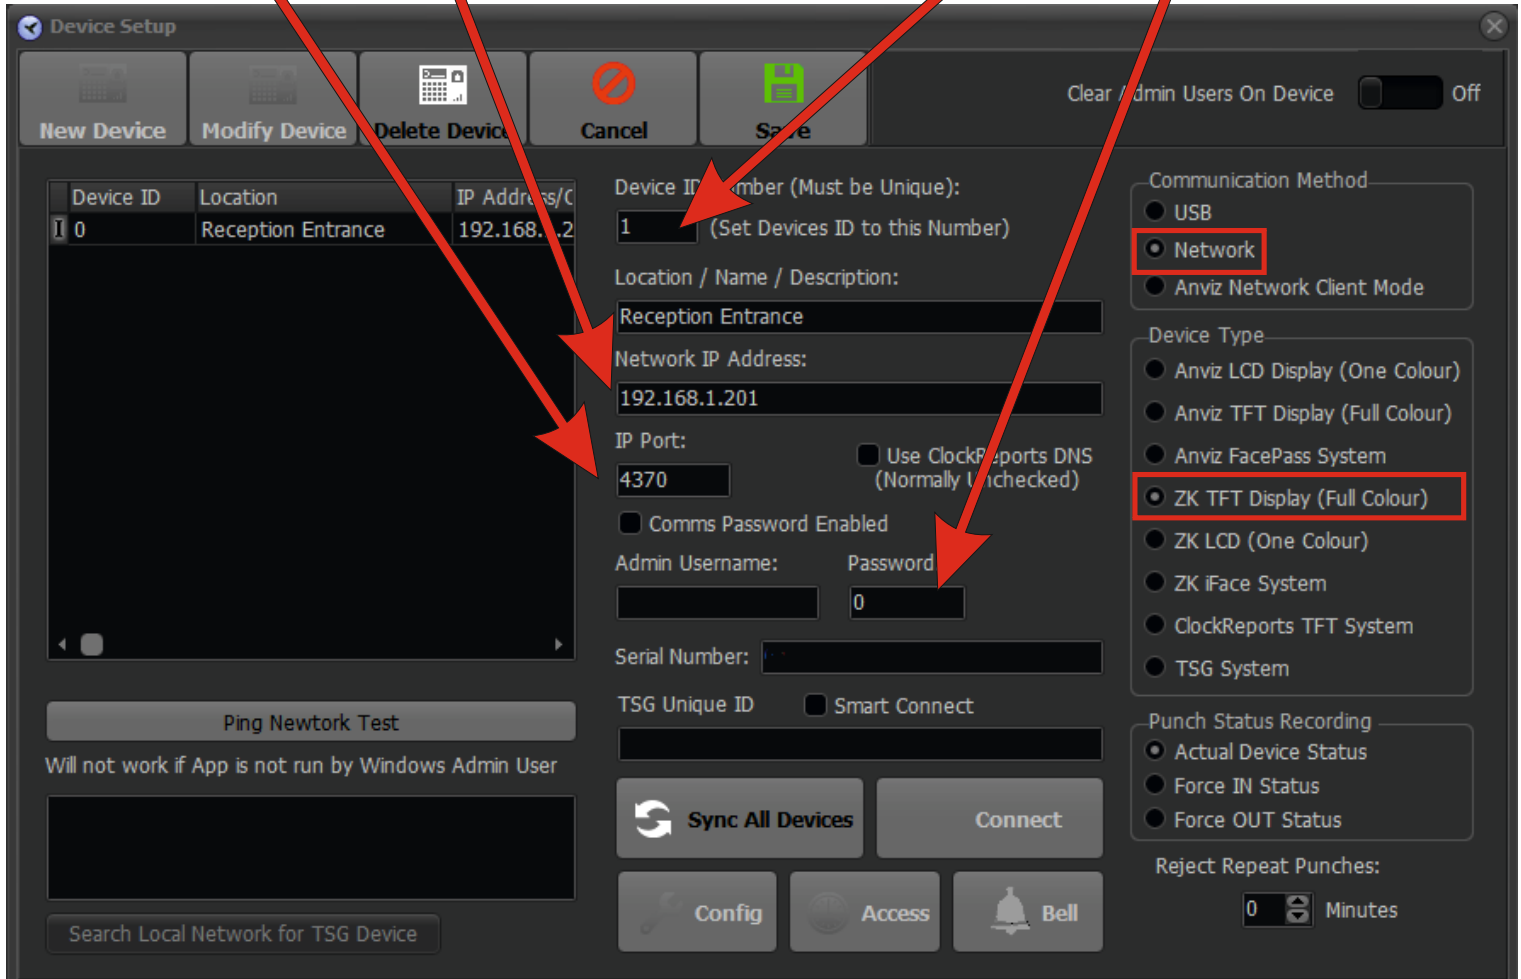 Device Setup
New Device
Modify Device
Delete Device
Cancel
Save
Clear Admin Users On Device
Off
Device ID Location IP Address/C
0 Reception Entrance 192.168.1.2
Ping Newtork Test
Will not work if App is not run by Windows Admin User
Search Local Network for TSG Device
Device ID Number (Must be Unique):
1 (Set Devices ID to this Number)
Location / Name / Description:
Reception Entrance
Network IP Address:
192.168.1.201
IP Port:
4370
Use ClockReports DNS
(Normally Unchecked)
Comms Password Enabled
Admin Username: Password
0
Serial Number:
TSG Unique ID Smart Connect
Sync All Devices
Connect
Config
Access
Bell
Communication Method
USB
Network
Anviz Network Client Mode
Device Type
Anviz LCD Display (One Colour)
Anviz TFT Display (Full Colour)
Anviz FacePass System
ZK TFT Display (Full Colour)
ZK LCD (One Colour)
ZK iFace System
ClockReports TFT System
TSG System
Punch Status Recording
Actual Device Status
Force IN Status
Force OUT Status
Reject Repeat Punches:
0 Minutes